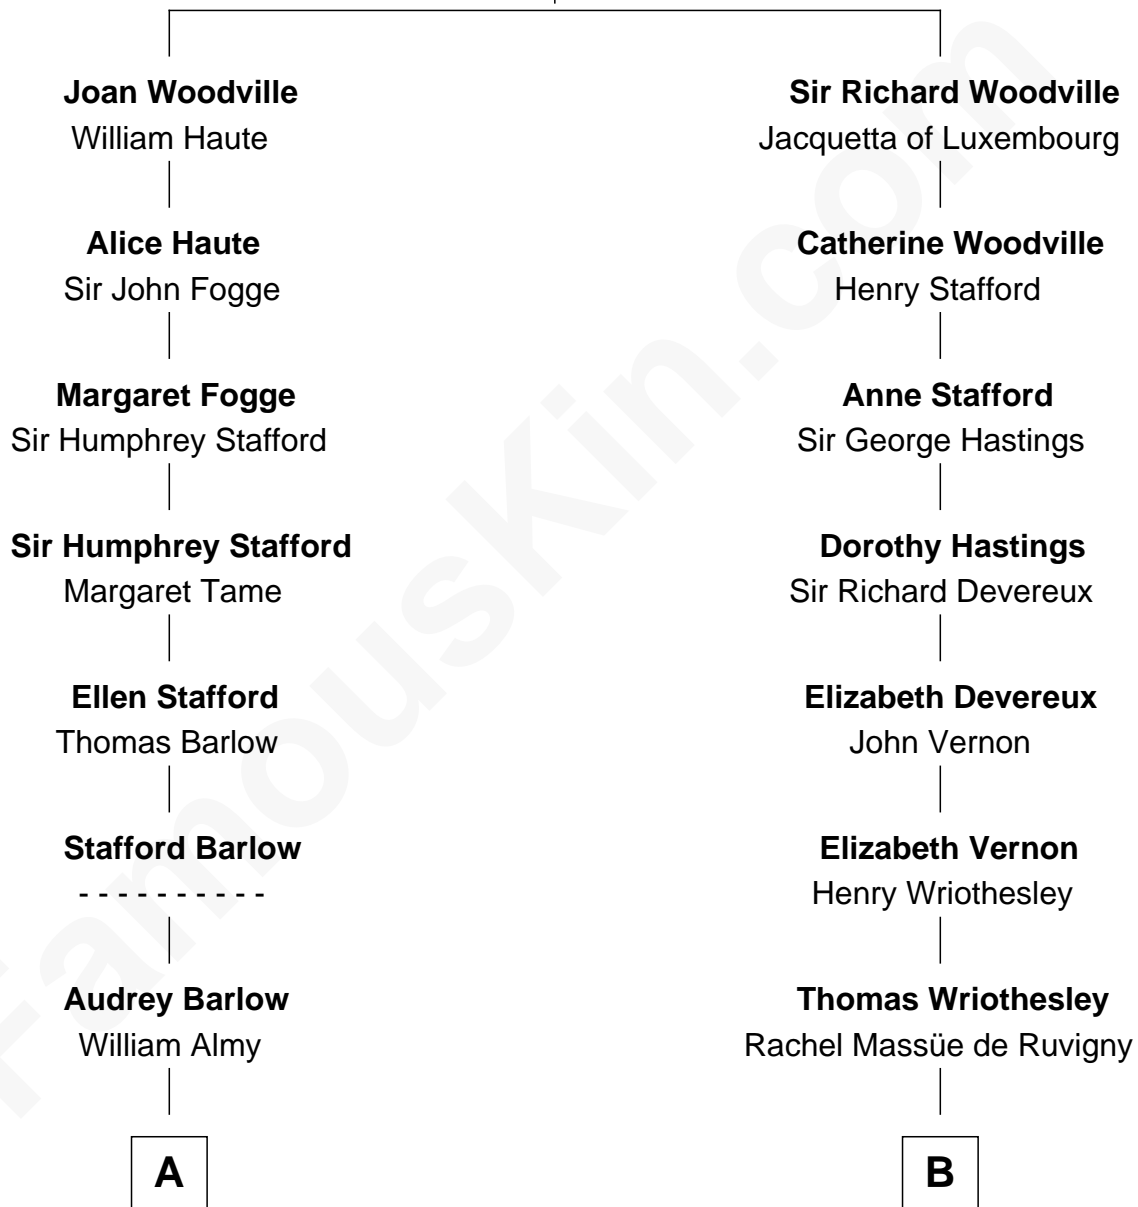 Joan Woodville
William Haute
Alice Haute
Sir John Fogge
Margaret Fogge
Sir Humphrey Stafford
Sir Humphrey Stafford
Margaret Tame
Ellen Stafford
Thomas Barlow
Stafford Barlow
- - - - - - - - - -
Audrey Barlow
William Almy
A
Sir Richard Woodville
Jacquetta of Luxembourg
Catherine Woodville
Henry Stafford
Anne Stafford
Sir George Hastings
Dorothy Hastings
Sir Richard Devereux
Elizabeth Devereux
John Vernon
Elizabeth Vernon
Henry Wriothesley
Thomas Wriothesley
Rachel Massüe de Ruvigny
B
FamousKin.com